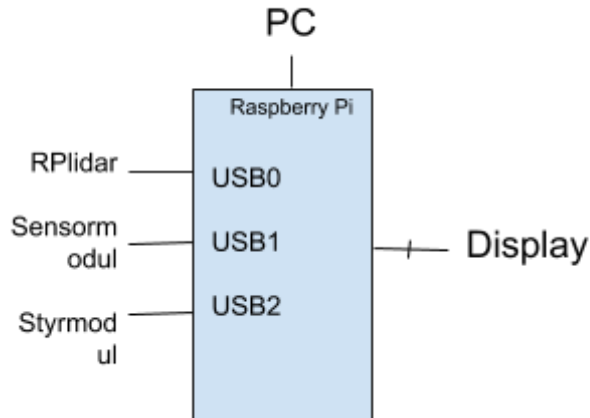 PC
Raspberry Pi
RPlidar
USB0
Sensorm
odul
USB1
Display
Styrmod
ul
USB2